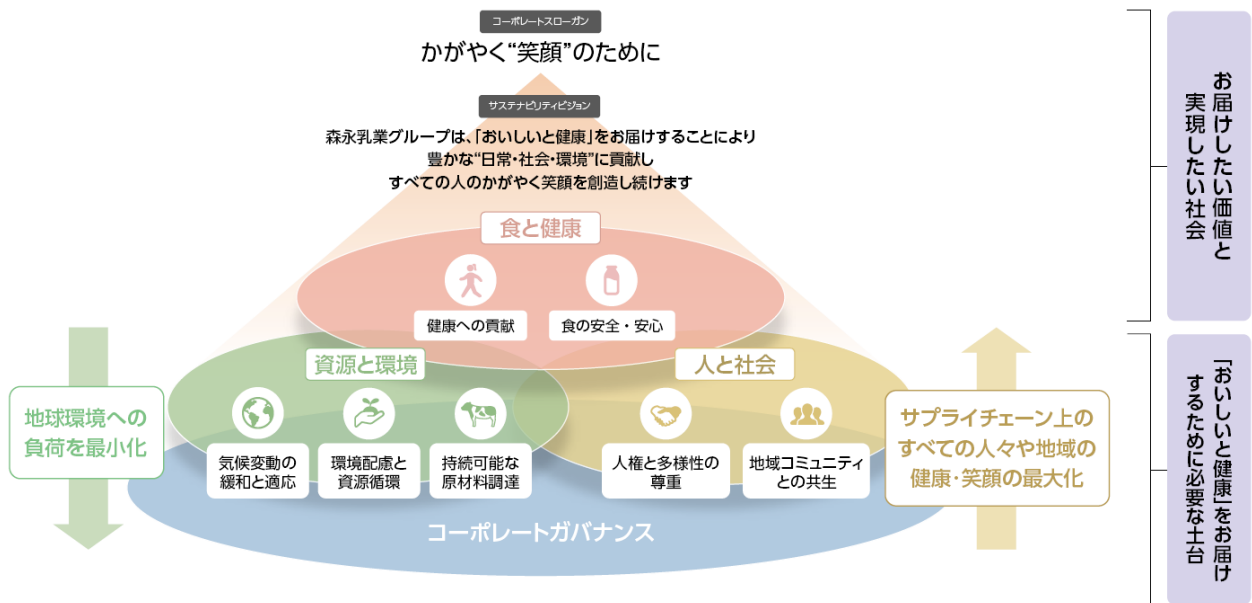 コーポレートスローガン
かがやく“笑顔”のために
サステナビリティビジョン
森永乳業グループは、「おいしいと健康」をお届けすることにより
豊かな“日常・社会・環境”に貢献し
すべての人のかがやく笑顔を創造し続けます
食と健康
健康への貢献
食の安全・安心
資源と環境
気候変動の
緩和と適応
環境配慮と
資源循環
持続可能な
原材料調達
人と社会
人権と多様性の
尊重
地域コミュニティ
との共生
コーポレートガバナンス
地球環境への
負荷を最小化
サプライチェーン上の
すべての人々や地域の
健康・笑顔の最大化
お届けしたい価値と
実現したい社会
「おいしいと健康」をお届け
するために必要な土台